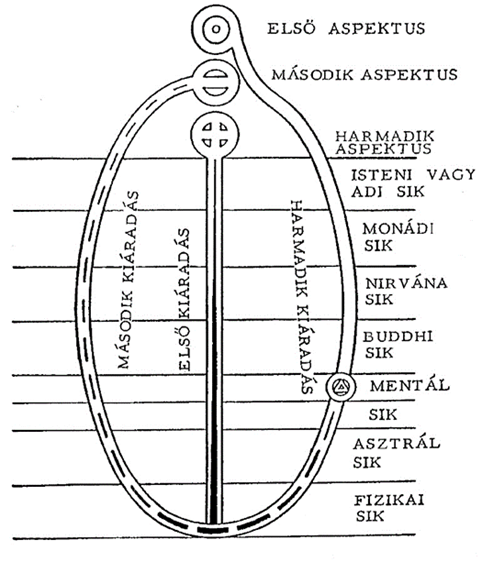 ELSŐ ASPEKTUS
MÁSODIK ASPEKTUS
HARMADIK
ASPEKTUS
ISTENI VAGY
ADI SIK
MONÁDI
SIK
NIRVÁNA
SIK
BUDDHI
SIK
MENTÁL
SIK
ASZTRÁL
SIK
FIZIKAI
SIK
MÁSODIK KIÁRADÁS
ELSŐ KIÁRADÁS
HARMADIK KIÁRADÁS